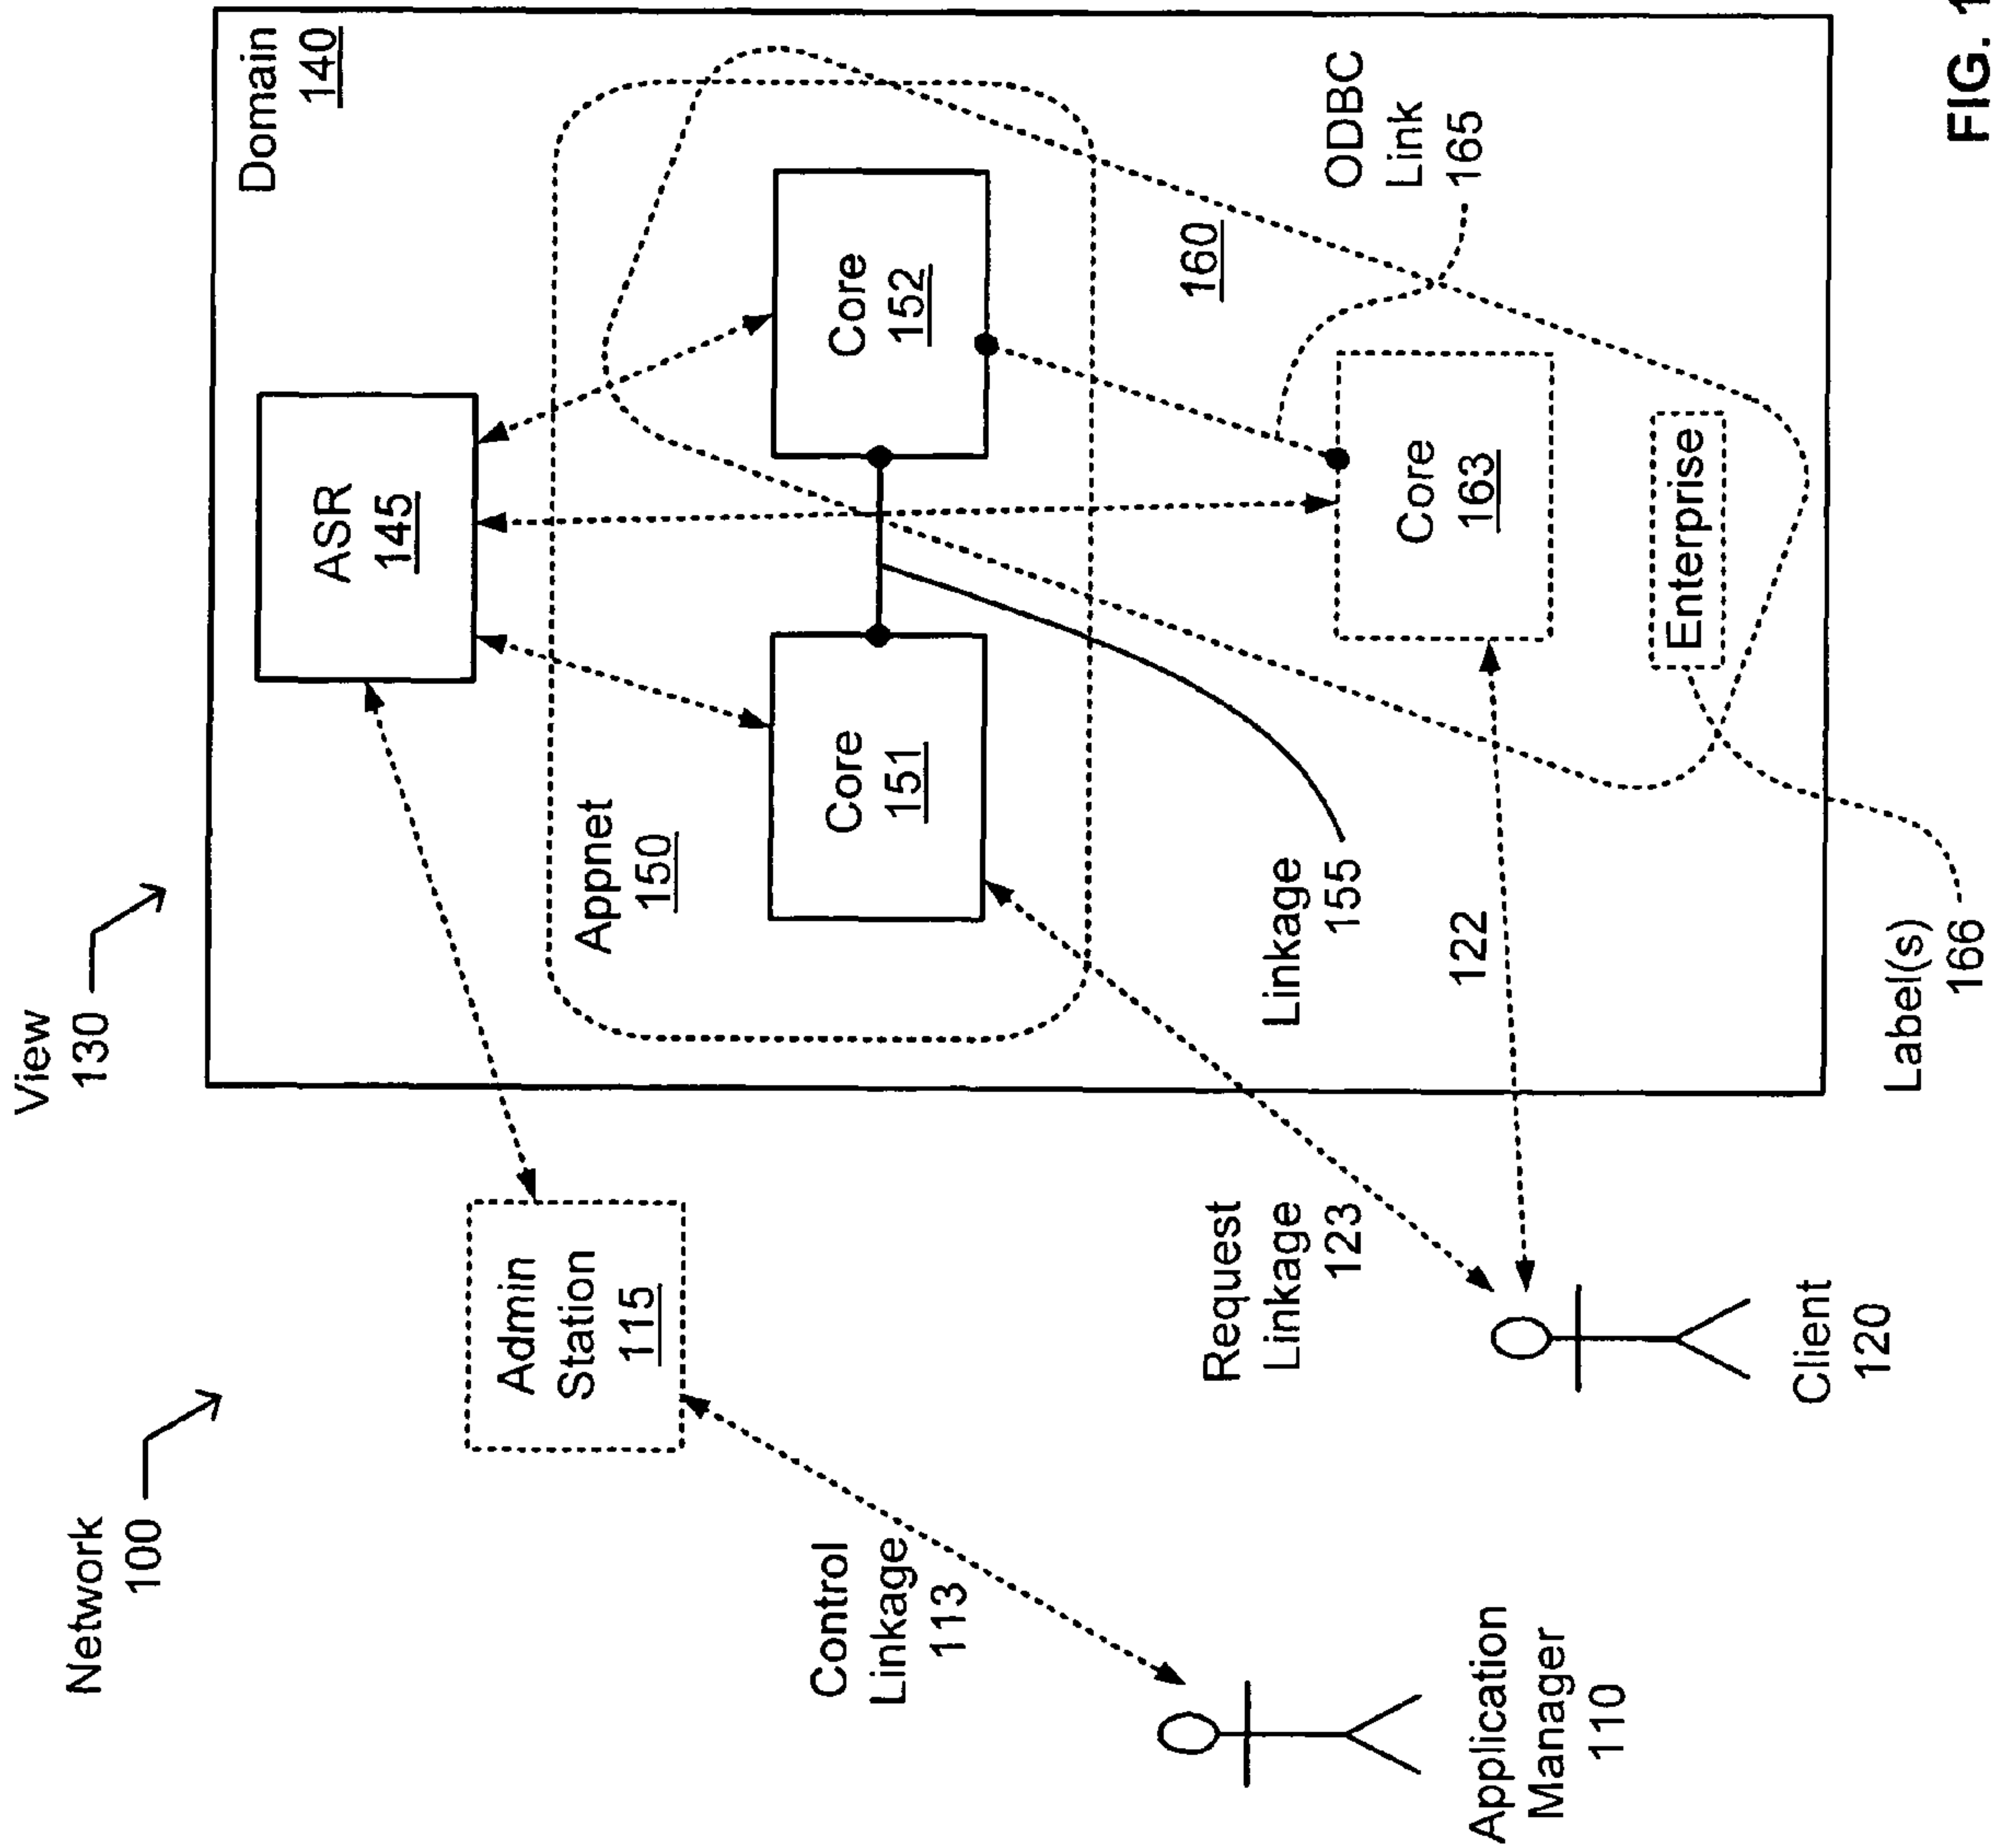 Network
100
View
130
Domain
140
ASR
145
Appnet
150
Core
151
Core
152
Admin
Station
115
Control
Linkage
113
Request
Linkage
123
Linkage
155
122
160
ODBC
Link
165
Core
163
Enterprise
Application
Manager
110
Client
120
Label(s)
166
FIG. 1